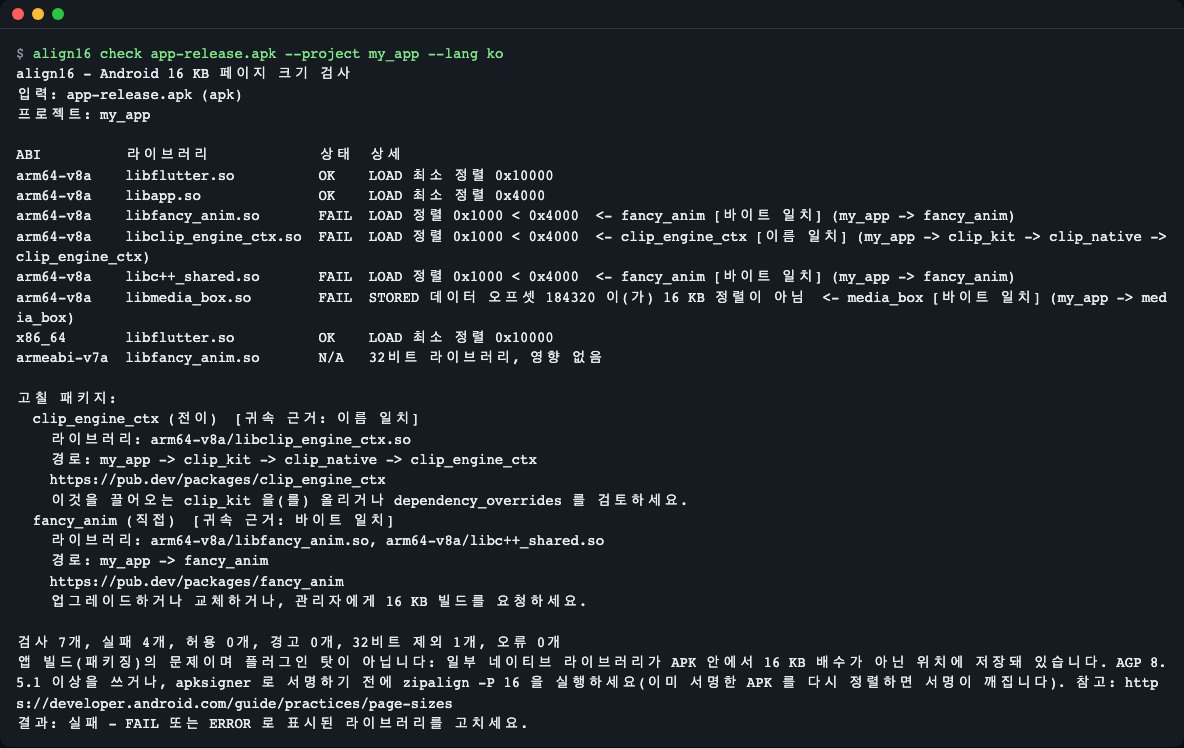 $ align16 check app-release.apk --project my_app --lang ko
align16 - Android 16 KB 페이지 크기 검사
입력: app-release.apk (apk)
프로젝트: my_app
ABI 라이브러리 상태 상세
arm64-v8a libflutter.so OK LOAD 최소 정렬 0x10000
arm64-v8a libapp.so OK LOAD 최소 정렬 0x4000
arm64-v8a libfancy_anim.so FAIL LOAD 정렬 0x1000 < 0x4000 <- fancy_anim [바이트 일치] (my_app -> fancy_anim)
arm64-v8a libclip_engine_ctx.so FAIL LOAD 정렬 0x1000 < 0x4000 <- clip_engine_ctx [이름 일치] (my_app -> clip_kit -> clip_native ->
clip_engine_ctx)
arm64-v8a libc++_shared.so FAIL LOAD 정렬 0x1000 < 0x4000 <- fancy_anim [바이트 일치] (my_app -> fancy_anim)
arm64-v8a libmedia_box.so FAIL STORED 데이터 오프셋 184320 이(가) 16 KB 정렬이 아님 <- media_box [바이트 일치] (my_app -> med
ia_box)
x86_64 libflutter.so OK LOAD 최소 정렬 0x10000
armeabi-v7a libfancy_anim.so N/A 32비트 라이브러리, 영향 없음
고칠 패키지:
clip_engine_ctx (전이) [귀속 근거: 이름 일치]
라이브러리: arm64-v8a/libclip_engine_ctx.so
경로: my_app -> clip_kit -> clip_native -> clip_engine_ctx
https://pub.dev/packages/clip_engine_ctx
이것을 끌어오는 clip_kit 을(를) 올리거나 dependency_overrides 를 검토하세요.
fancy_anim (직접) [귀속 근거: 바이트 일치]
라이브러리: arm64-v8a/libfancy_anim.so, arm64-v8a/libc++_shared.so
경로: my_app -> fancy_anim
https://pub.dev/packages/fancy_anim
업그레이드하거나 교체하거나, 관리자에게 16 KB 빌드를 요청하세요.
검사 7개, 실패 4개, 허용 0개, 경고 0개, 32비트 제외 1개, 오류 0개
앱 빌드(패키징)의 문제이며 플러그인 탓이 아닙니다: 일부 네이티브 라이브러리가 APK 안에서 16 KB 배수가 아닌 위치에 저장돼 있습니다. AGP 8.
5.1 이상을 쓰거나, apksigner 로 서명하기 전에 zipalign -P 16 을 실행하세요(이미 서명한 APK 를 다시 정렬하면 서명이 깨집니다). 참고: http
s://developer.android.com/guide/practices/page-sizes
결과: 실패 - FAIL 또는 ERROR 로 표시된 라이브러리를 고치세요.